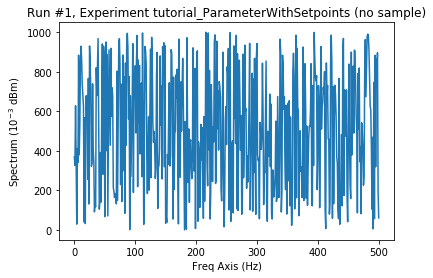 Run #1, Experiment tutorial_ParameterWithSetpoints (no sample)
1000
800
600
400
200
0
Spectrum (10⁻³ dBm)
0 100 200 300 400 500
Freq Axis (Hz)